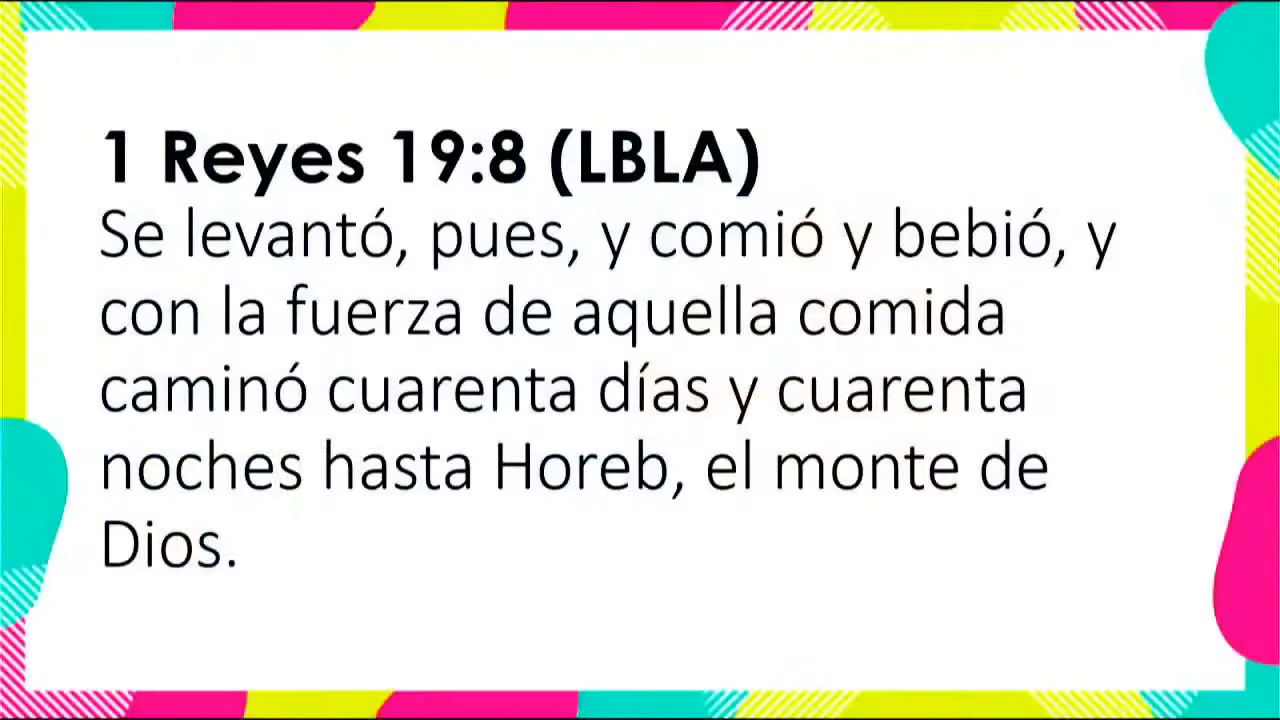 1 Reyes 19:8 (LBLA)
Se levantó, pues, y comió y bebió, y
con la fuerza de aquella comida
caminó cuarenta días y cuarenta
noches hasta Horeb, el monte de
Dios.